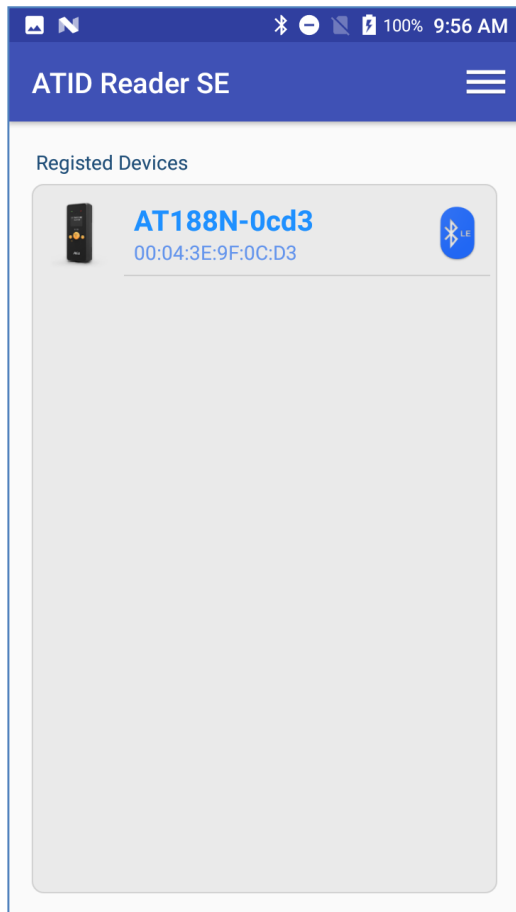 100% 9:56 AM
ATID Reader SE
Registed Devices
AT188N-0cd3
00:04:3E:9F:0C:D3
LE